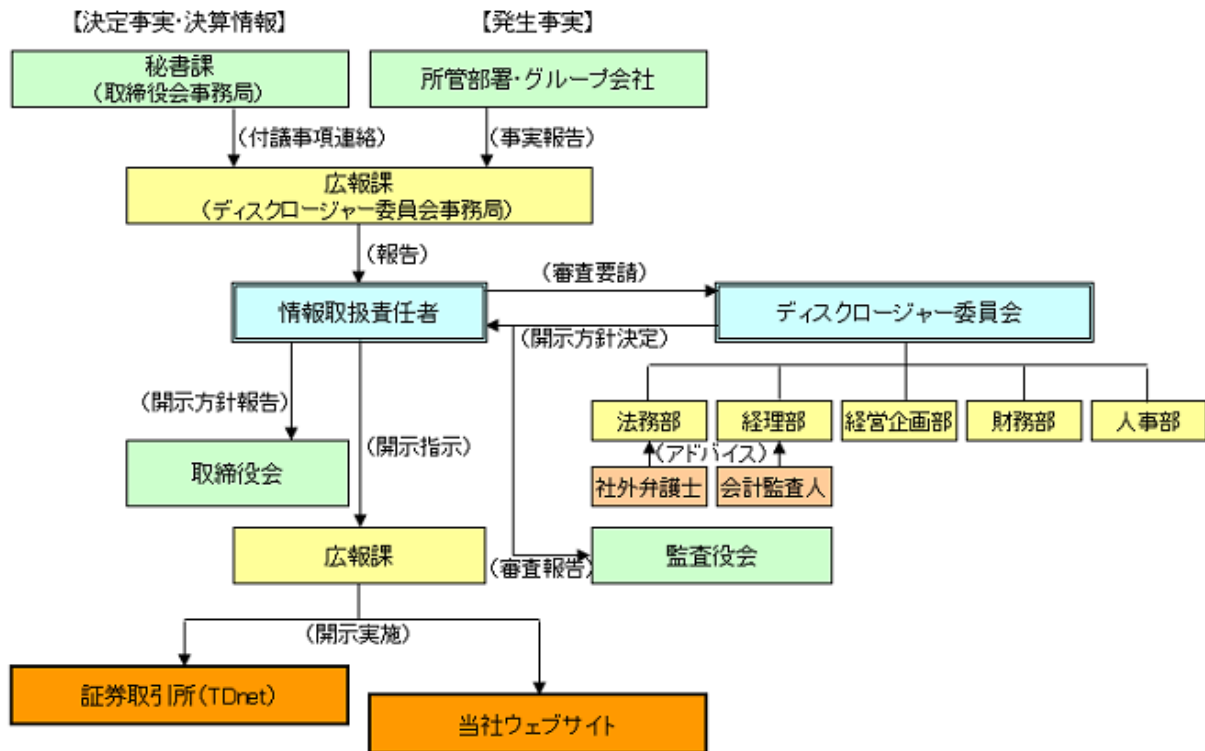 【決定事実・決算情報】
【発生事実】
秘書課
（取締役会事務局）
所管部署・グループ会社
（付議事項連絡）
（事実報告）
広報課
（ディスクロージャー委員会事務局）
（報告）
（審査要請）
情報取扱責任者
ディスクロージャー委員会
（開示方針決定）
（開示方針報告）
法務部
経理部
経営企画部
財務部
人事部
（開示指示）
（アドバイス）
取締役会
社外弁護士
会計監査人
広報課
（審査報告）
監査役会
（開示実施）
証券取引所（TDnet）
当社ウェブサイト